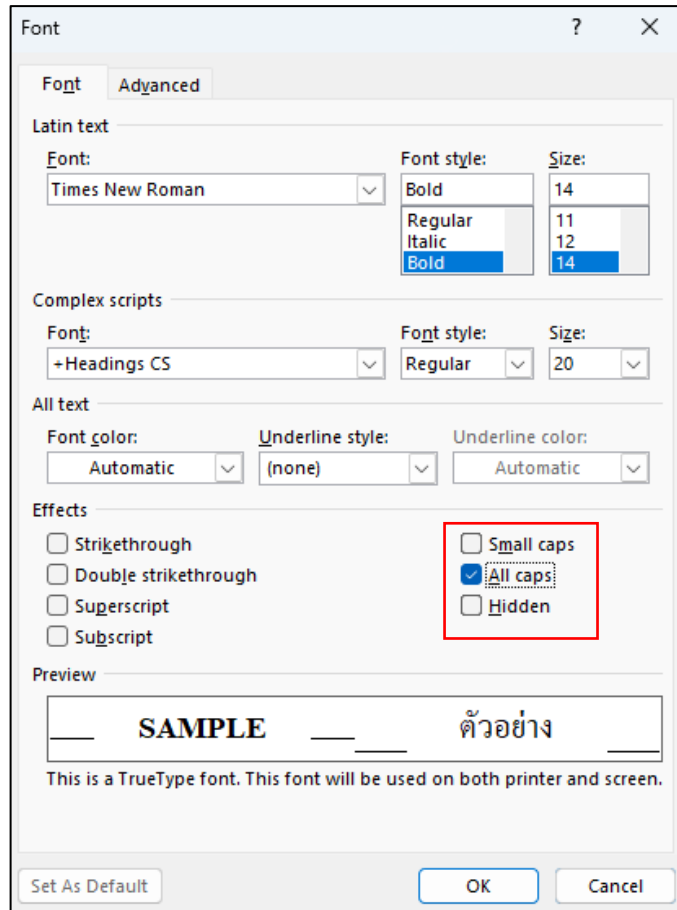 Font ? ×
Font Advanced
Latin text
Font: Font style: Size:
Times New Roman Bold 14
Regular 11
Italic 12
Bold 14
Complex scripts
Font: Font style: Size:
+Headings CS Regular 20
All text
Font color: Underline style: Underline color:
Automatic (none) Automatic
Effects
Strikethrough Small caps
Double strikethrough All caps
Superscript Hidden
Subscript
Preview
SAMPLE ตัวอย่าง
This is a TrueType font. This font will be used on both printer and screen.
Set As Default OK Cancel